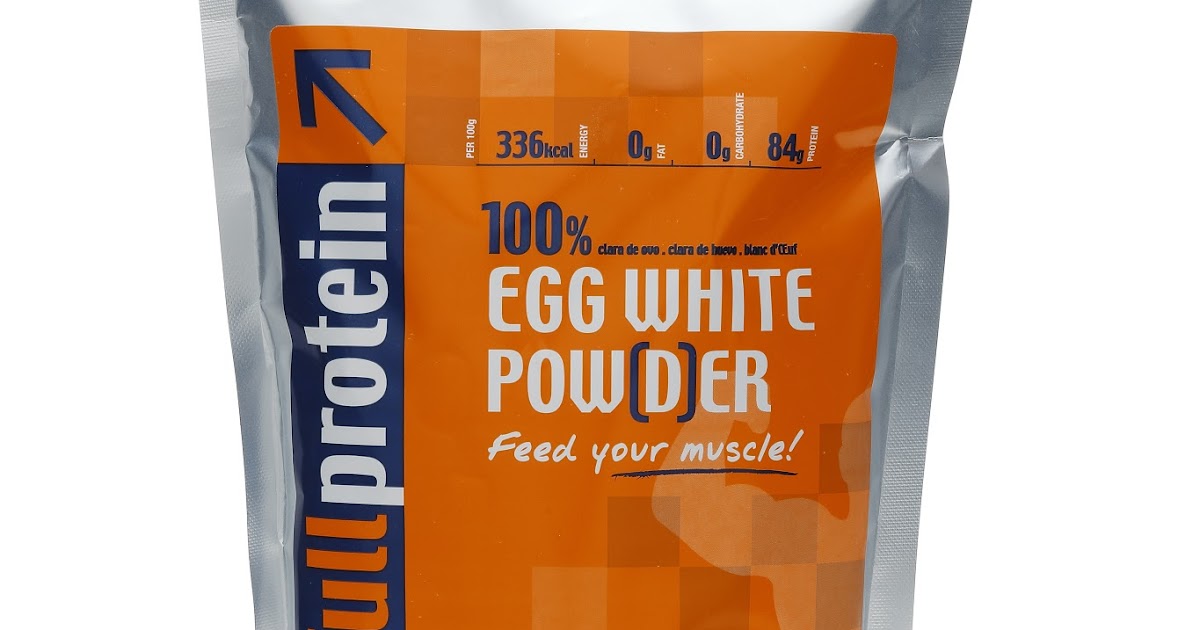 PER 100g
336kcal ENERGY
0g FAT
0g CARBOHYDRATE
84g PROTEIN
100% clara de ovo . clara de huevo . blanc d'Œuf
EGG WHITE
POW[D]ER
Feed your muscle!
ullprotein